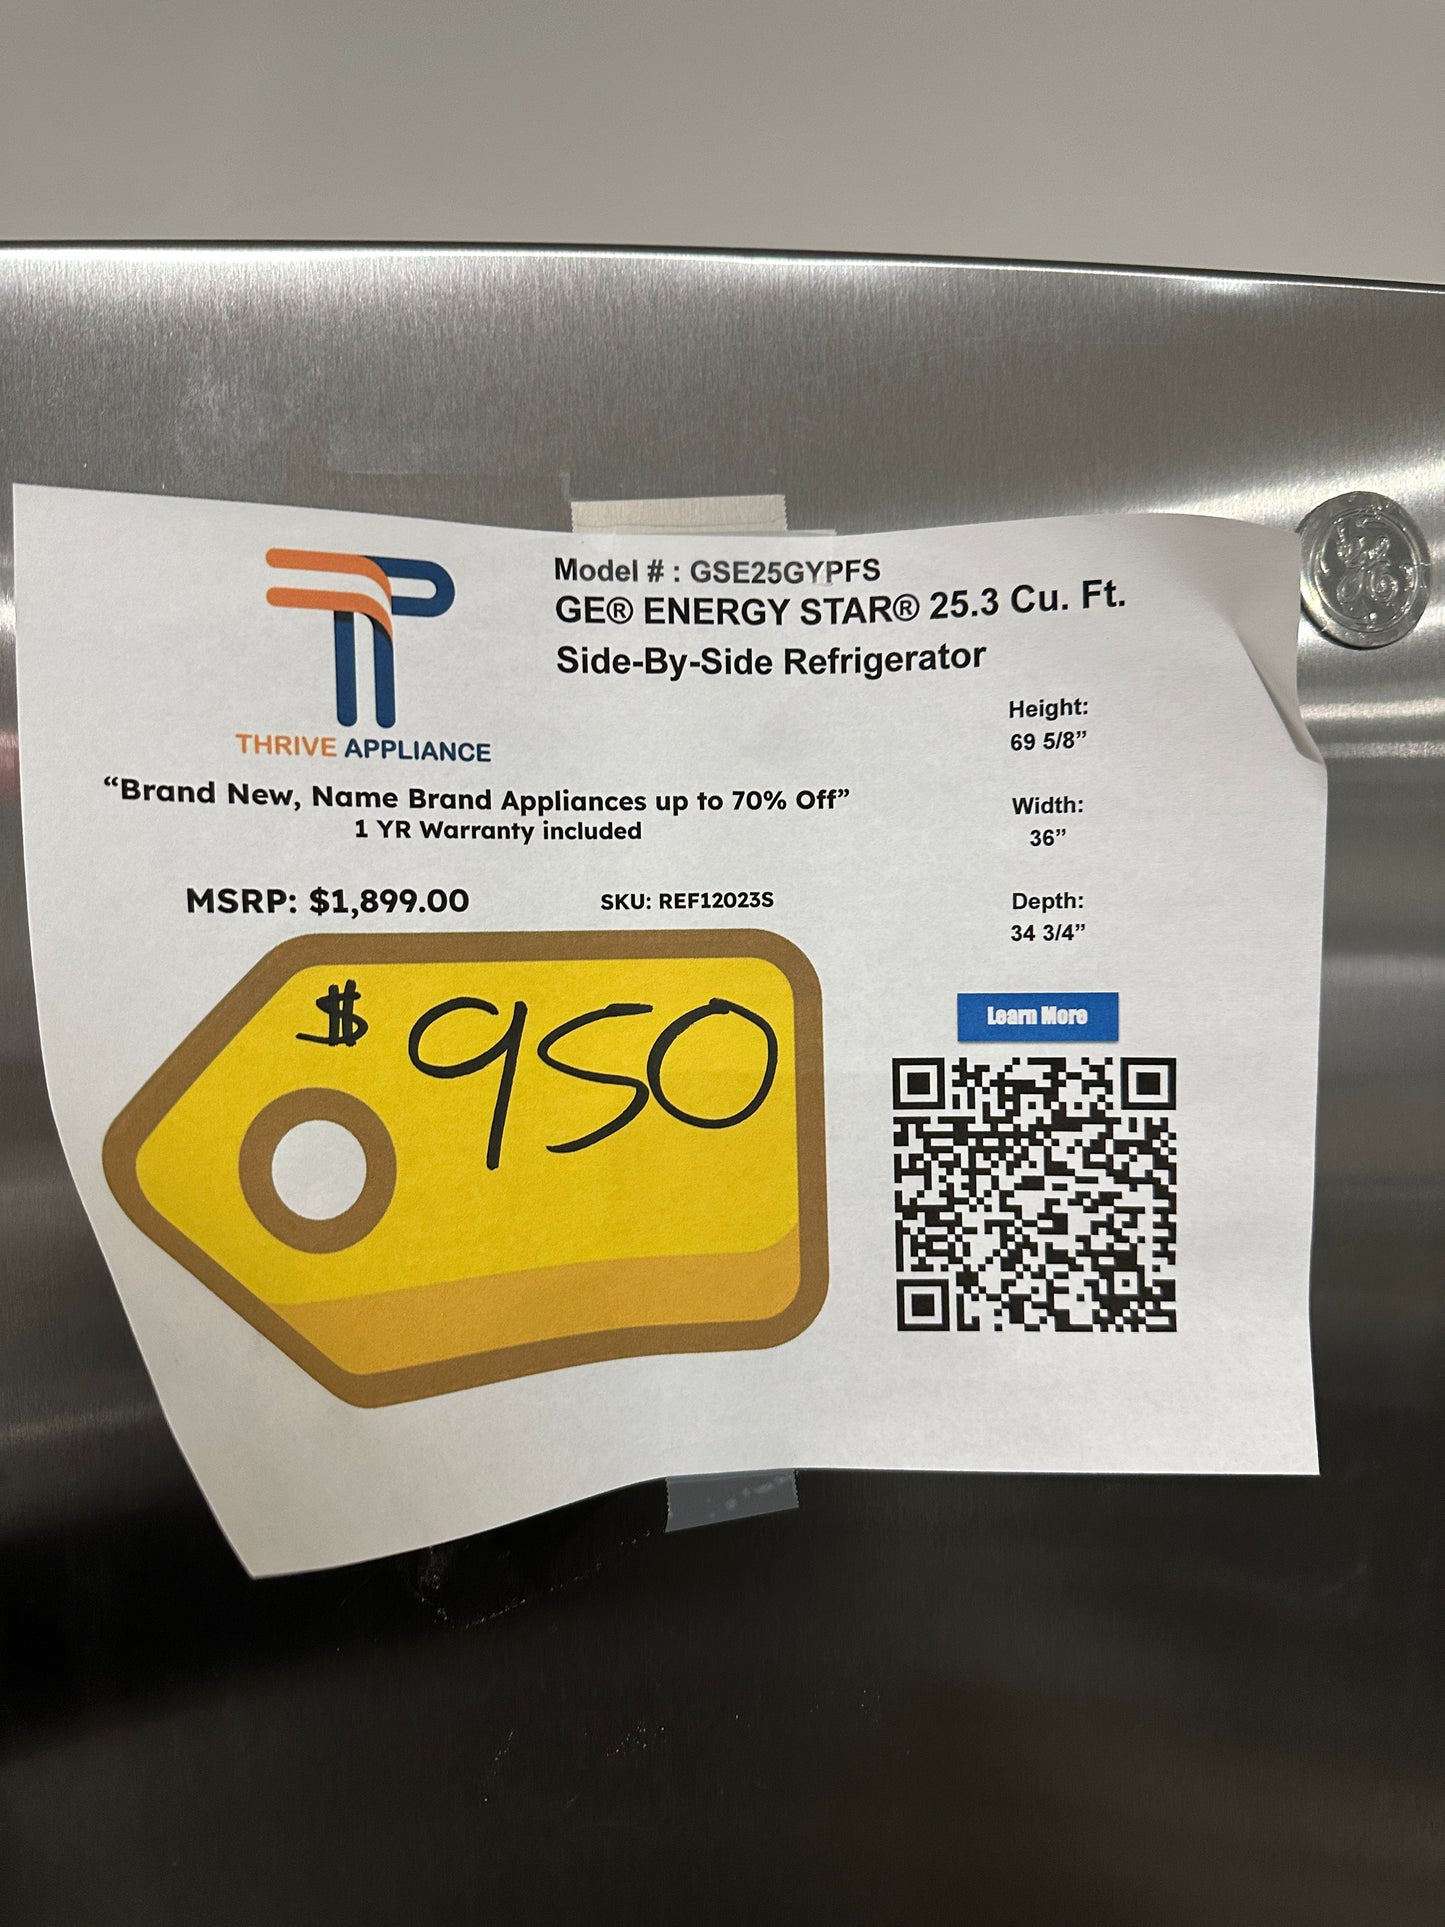 Model # : GSE25GYPFS
GE® ENERGY STAR® 25.3 Cu. Ft.
Side-By-Side Refrigerator
THRIVE APPLIANCE
“Brand New, Name Brand Appliances up to 70% Off”
1 YR Warranty included
MSRP: $1,899.00
SKU: REF12023S
Height:
69 5/8”
Width:
36”
Depth:
34 3/4”
$950
Learn More
GE